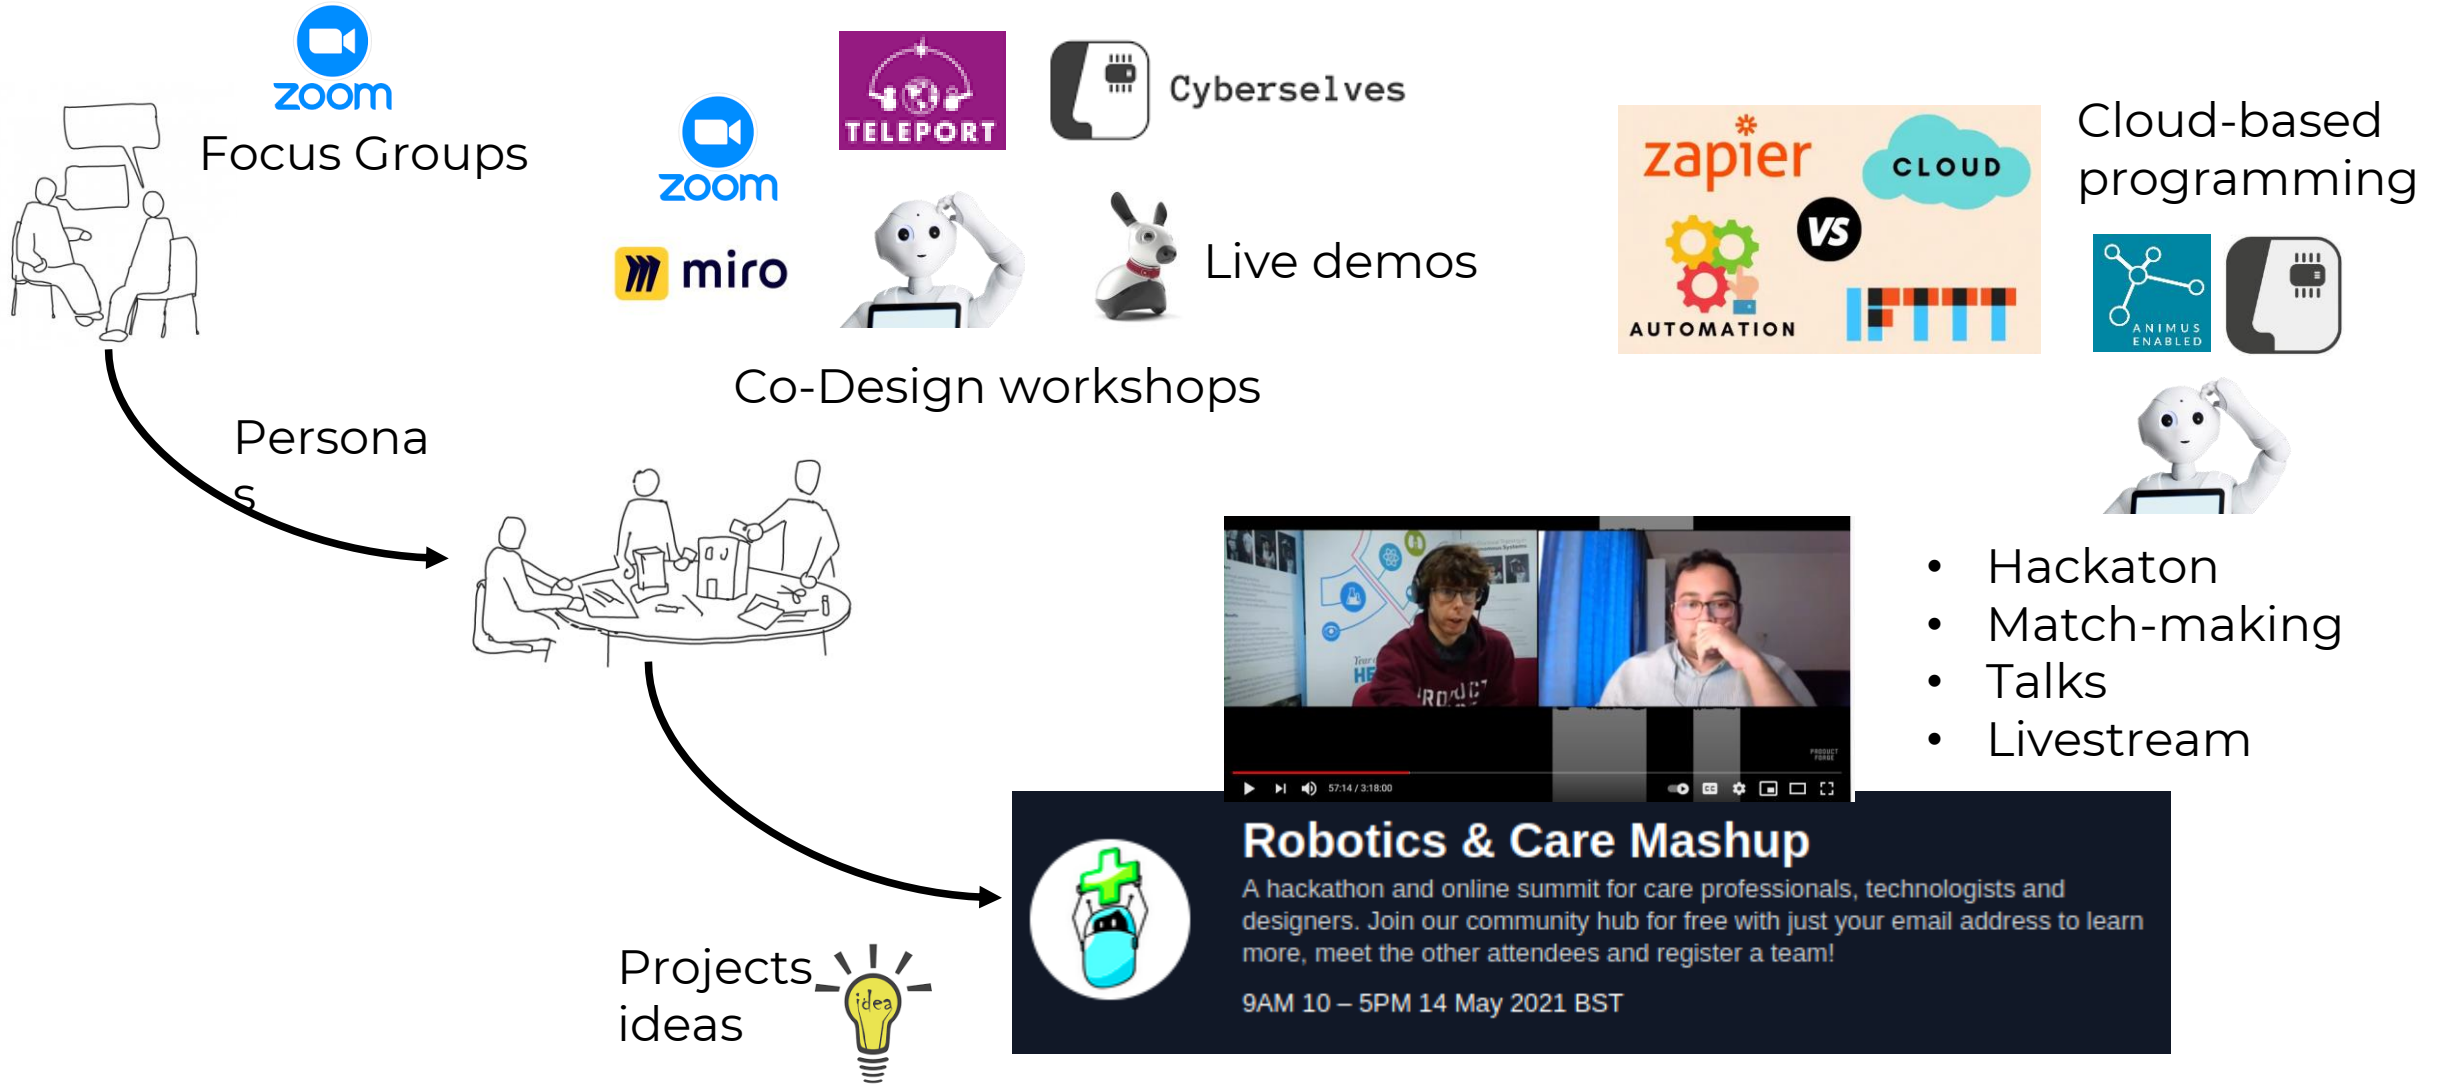 zoom
Focus Groups
zoom
miro
TELEPORT
Cyberselves
Live demos
Co-Design workshops
Persona
s
zapier
CLOUD
VS
AUTOMATION
IFTTT
Cloud-based
programming
ANIMUS
ENABLED
• Hackaton
• Match-making
• Talks
• Livestream
PRODUCT
FORGE
57:14 / 3:18:00
Robotics & Care Mashup
A hackathon and online summit for care professionals, technologists and
designers. Join our community hub for free with just your email address to learn
more, meet the other attendees and register a team!
9AM 10 – 5PM 14 May 2021 BST
Projects
ideas
idea